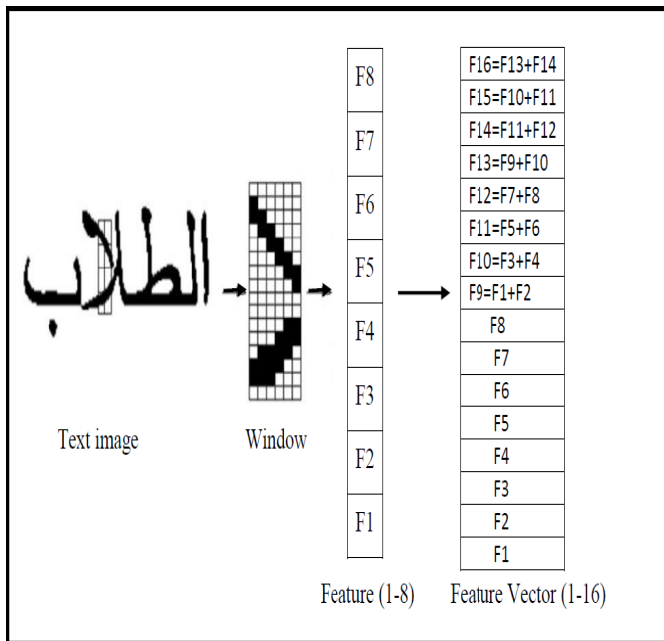 الطلاب
Text image
Window
F8
F7
F6
F5
F4
F3
F2
F1
Feature (1-8)
F16=F13+F14
F15=F10+F11
F14=F11+F12
F13=F9+F10
F12=F7+F8
F11=F5+F6
F10=F3+F4
F9=F1+F2
F8
F7
F6
F5
F4
F3
F2
F1
Feature Vector (1-16)